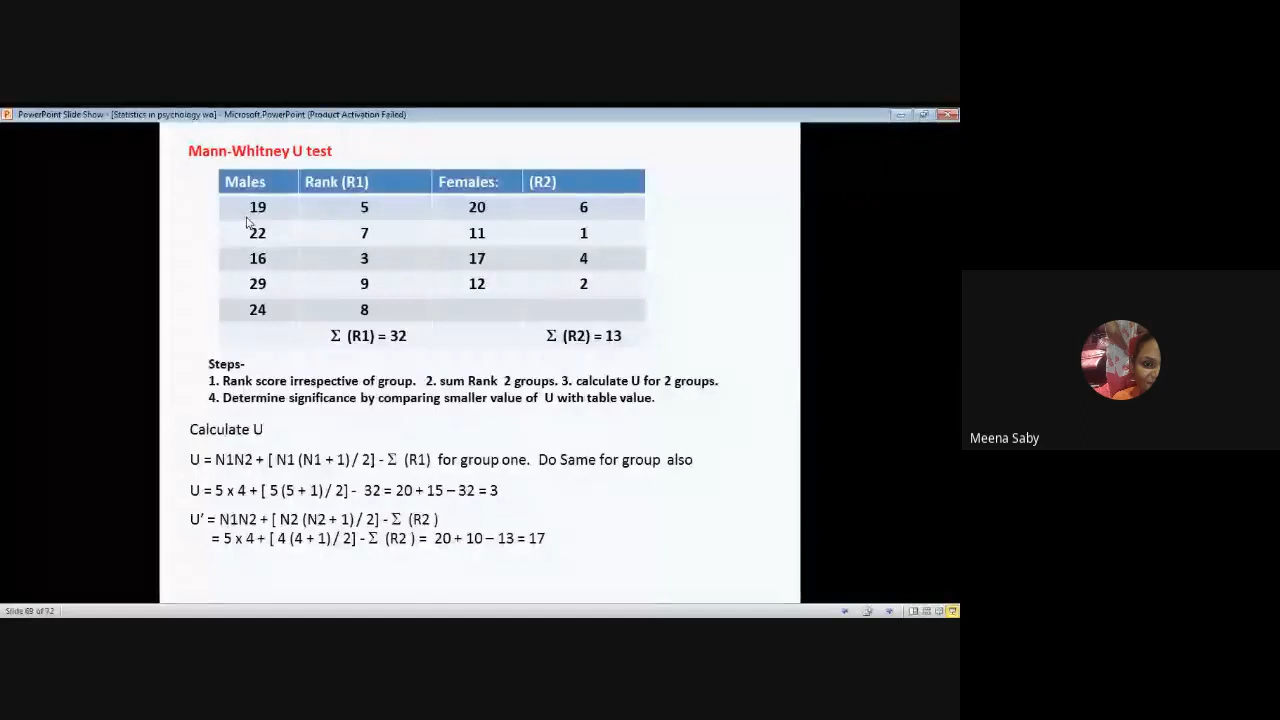 PowerPoint Slide Show - [Statistics in psychology wo] - Microsoft PowerPoint (Product Activation Failed)
Mann-Whitney U test
Males Rank (R1) Females: (R2)
19 5 20 6
22 7 11 1
16 3 17 4
29 9 12 2
24 8
Σ (R1) = 32 Σ (R2) = 13
Steps-
1. Rank score irrespective of group. 2. sum Rank 2 groups. 3. calculate U for 2 groups.
4. Determine significance by comparing smaller value of U with table value.
Calculate U
U = N1N2 + [ N1 (N1 + 1) / 2] - Σ (R1) for group one. Do Same for group also
U = 5 x 4 + [ 5 (5 + 1) / 2] - 32 = 20 + 15 – 32 = 3
U′ = N1N2 + [ N2 (N2 + 1) / 2] - Σ (R2 )
= 5 x 4 + [ 4 (4 + 1) / 2] - Σ (R2 ) = 20 + 10 – 13 = 17
Meena Saby
Slide 69 of 72